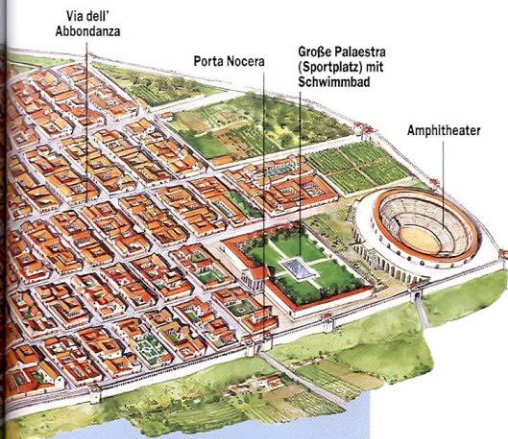 Via dell'
Abbondanza
Porta Nocera
Große Palaestra
(Sportplatz) mit
Schwimmbad
Amphitheater